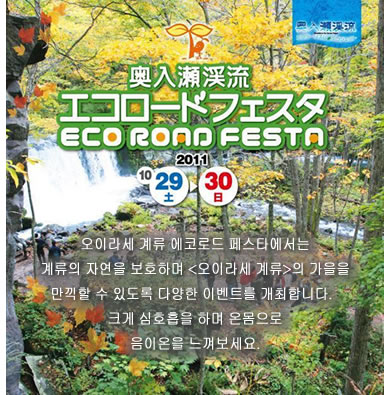 奥入瀬渓流
奥入瀬渓流
エコロードフェスタ
ECO ROAD FESTA
2011
10 29 土 30 日
오이라세 계류 에코로드 페스타에서는
계류의 자연을 보호하며 <오이라세 계류>의 가을을
만끽할 수 있도록 다양한 이벤트를 개최합니다.
크게 심호흡을 하며 온몸으로
음이온을 느껴보세요.